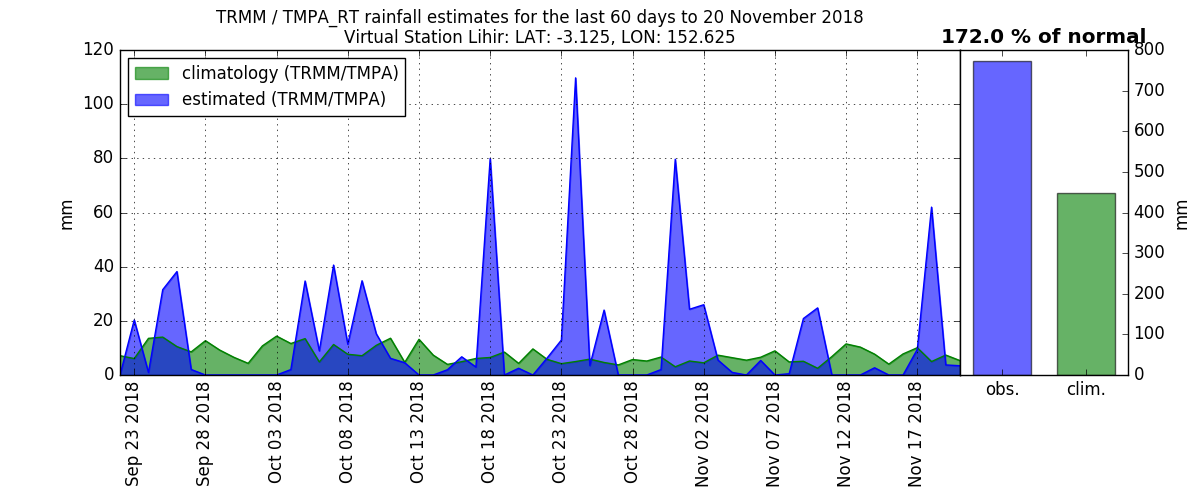 TRMM / TMPA_RT rainfall estimates for the last 60 days to 20 November 2018
Virtual Station Lihir: LAT: -3.125, LON: 152.625
172.0 % of normal
climatology (TRMM/TMPA)
estimated (TRMM/TMPA)
mm
120
100
80
60
40
20
0
Sep 23 2018
Sep 28 2018
Oct 03 2018
Oct 08 2018
Oct 13 2018
Oct 18 2018
Oct 23 2018
Oct 28 2018
Nov 02 2018
Nov 07 2018
Nov 12 2018
Nov 17 2018
800
700
600
500
400
300
200
100
0
mm
obs.
clim.